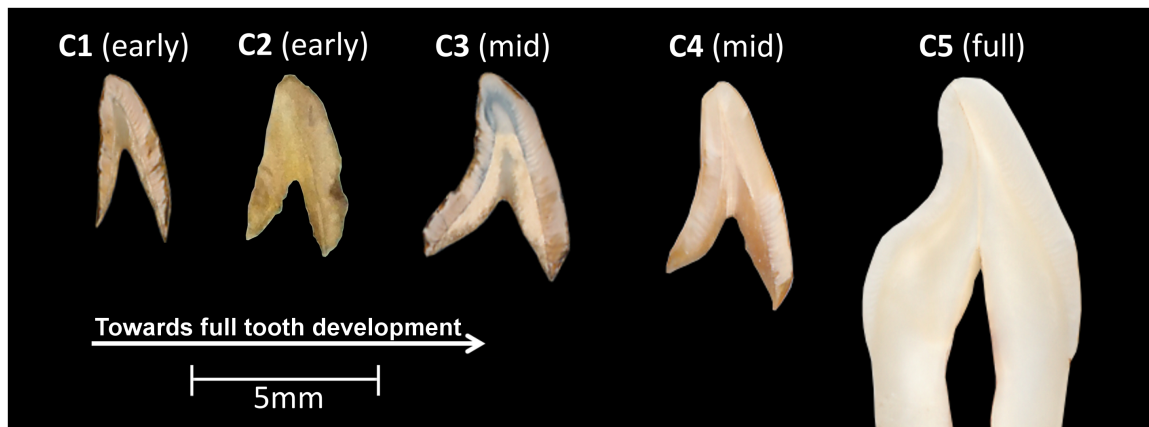 C1 (early)
C2 (early)
C3 (mid)
C4 (mid)
C5 (full)
Towards full tooth development
5mm